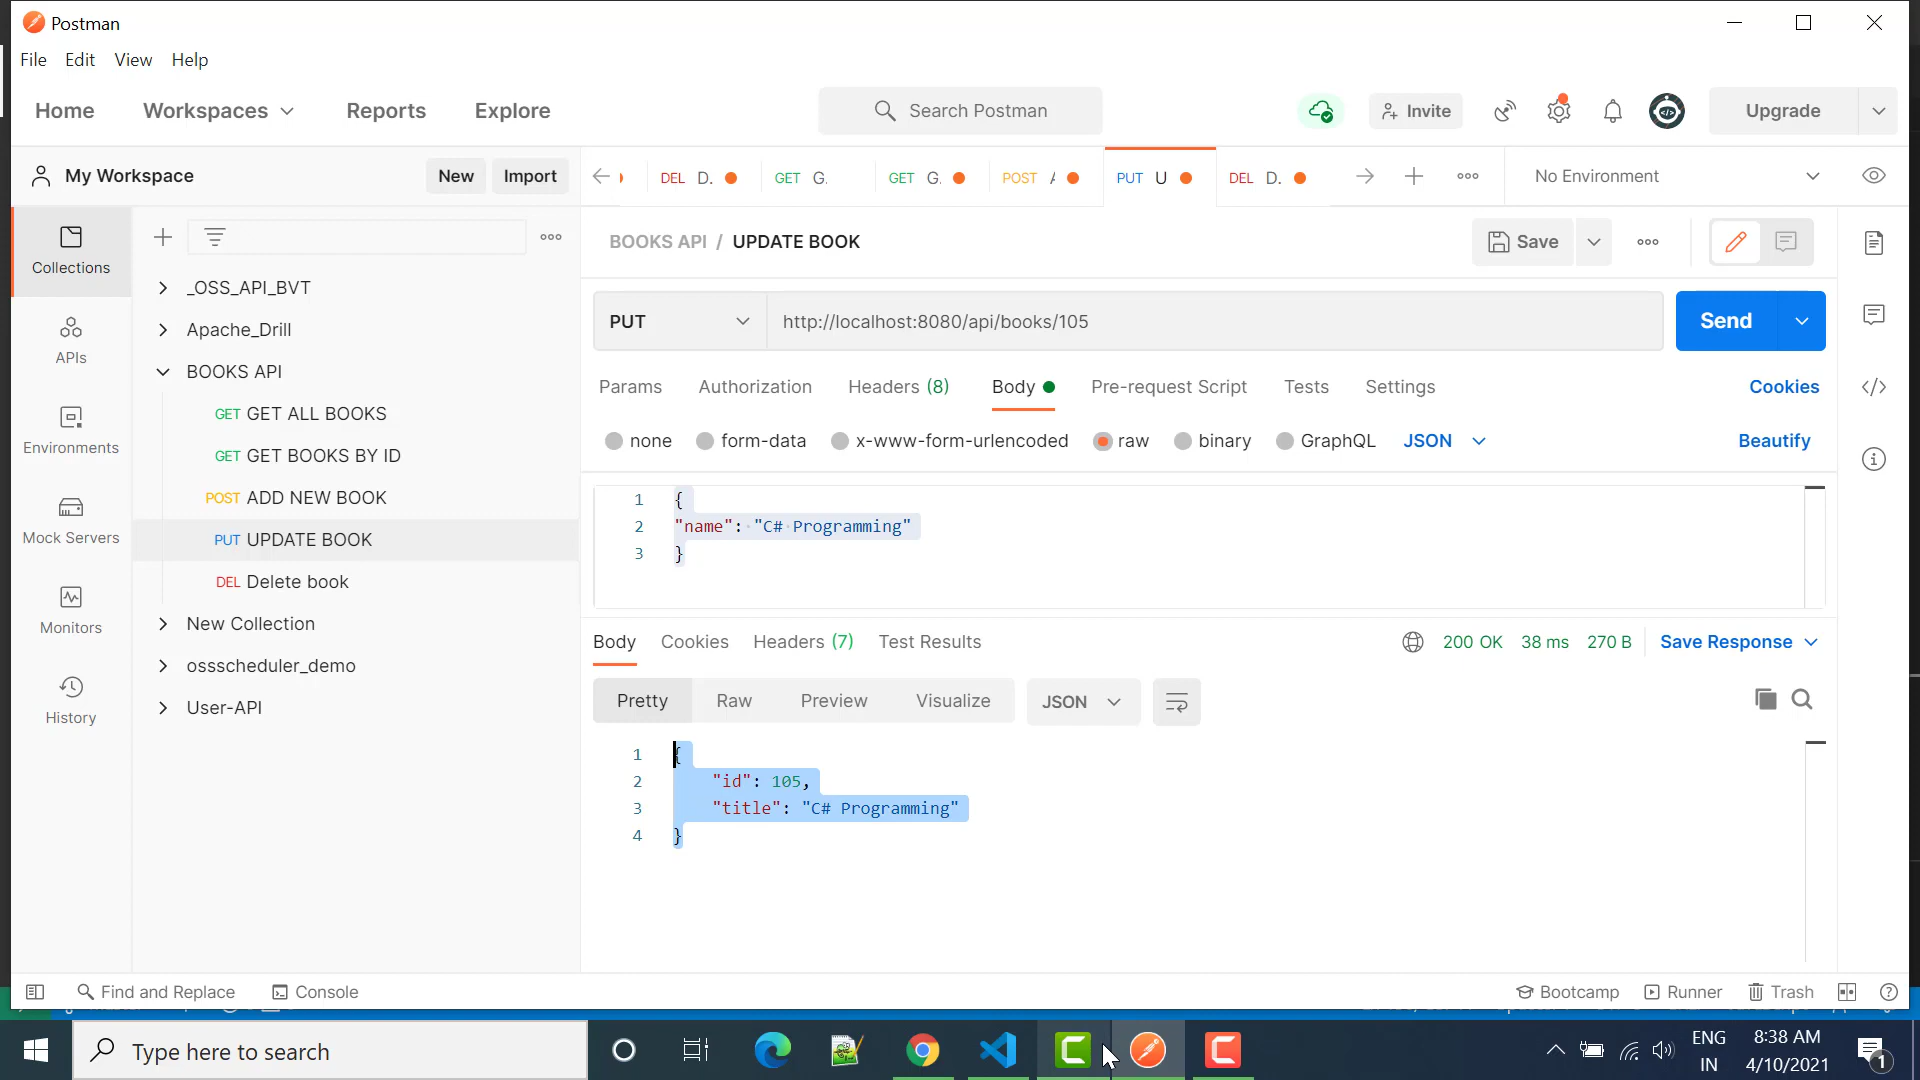 Postman
File Edit View Help
Home Workspaces Reports Explore Search Postman Invite Upgrade
My Workspace New Import DEL D. GET G. GET G. POST PUT U DEL D. No Environment
Collections
APIs
Environments
Mock Servers
Monitors
History
_OSS_API_BVT
Apache_Drill
BOOKS API
GET GET ALL BOOKS
GET GET BOOKS BY ID
POST ADD NEW BOOK
PUT UPDATE BOOK
DEL Delete book
New Collection
ossscheduler_demo
User-API
BOOKS API / UPDATE BOOK Save
PUT http://localhost:8080/api/books/105 Send
Params Authorization Headers (8) Body Pre-request Script Tests Settings Cookies
none form-data x-www-form-urlencoded raw binary GraphQL JSON Beautify
1 {
2 "name": "C# Programming"
3 }
Body Cookies Headers (7) Test Results 200 OK 38 ms 270 B Save Response
Pretty Raw Preview Visualize JSON
1 {
2 "id": 105,
3 "title": "C# Programming"
4 }
Find and Replace Console Bootcamp Runner Trash
Type here to search ENG 8:38 AM
IN 4/10/2021 1